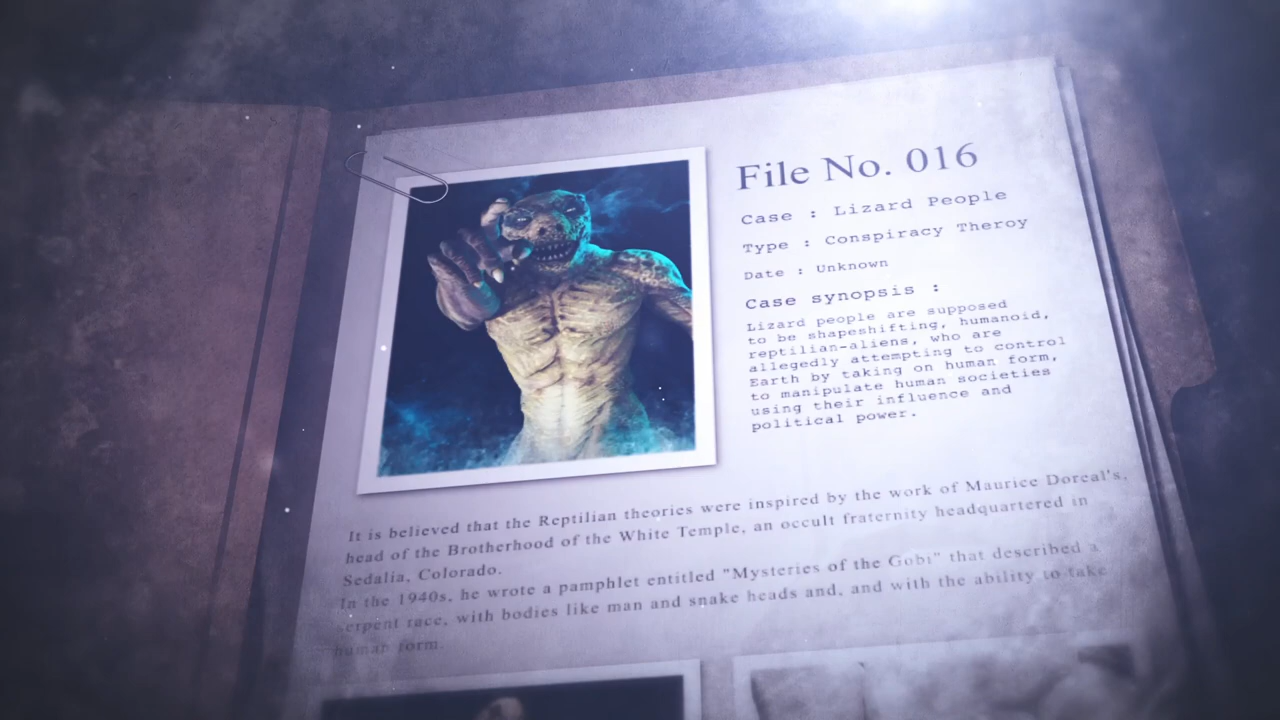 File No. 016
Case : Lizard People
Type : Conspiracy Theroy
Date : Unknown
Case synopsis :
Lizard people are supposed
to be shapeshifting, humanoid,
reptilian-aliens, who are
allegedly attempting to control
Earth by taking on human form,
to manipulate human societies
using their influence and
political power.
It is believed that the Reptilian theories were inspired by the work of Maurice Doreal's,
head of the Brotherhood of the White Temple, an occult fraternity headquartered in
Sedalia, Colorado.
In the 1940s, he wrote a pamphlet entitled "Mysteries of the Gobi" that described a
serpent race, with bodies like man and snake heads and, and with the ability to take
human form.